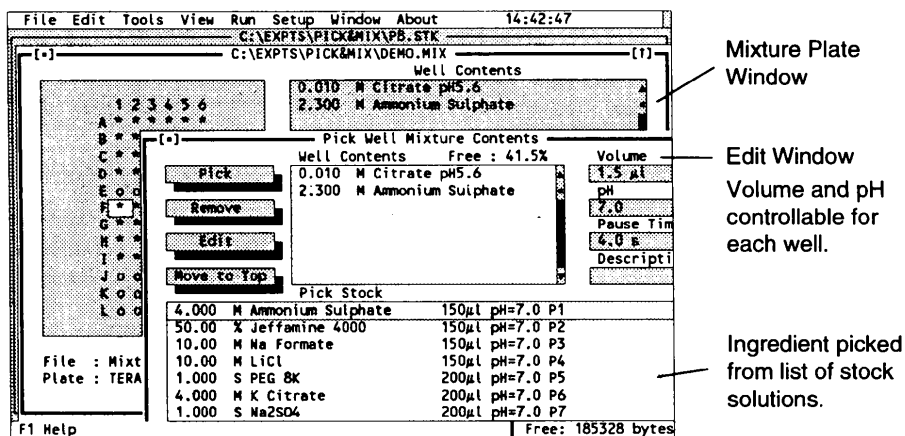 File Edit Tools View Run Setup Window About 14:42:47
C:\EXPTS\PICK&MIX\PB.STK
[▪] C:\EXPTS\PICK&MIX\DEMO.MIX [↑]
Well Contents
0.010 M Citrate pH5.6
2.300 M Ammonium Sulphate
1 2 3 4 5 6
A * * * * * *
B * *
C * *
D * *
E o o
F * *
G * *
H * *
I * *
J o o
K o o
L o o
File : Mixt
Plate : TERA
[▪] Pick Well Mixture Contents
Well Contents Free : 41.5%
0.010 M Citrate pH5.6
2.300 M Ammonium Sulphate
Pick
Remove
Edit
Move to Top
Volume
1.5 µl
pH
7.0
Pause Tim
4.0 s
Descripti
Pick Stock
4.000 M Ammonium Sulphate 150µl pH=7.0 P1
50.00 % Jeffamine 4000 150µl pH=7.0 P2
10.00 M Na Formate 150µl pH=7.0 P3
10.00 M LiCl 150µl pH=7.0 P4
1.000 S PEG 8K 200µl pH=7.0 P5
4.000 M K Citrate 200µl pH=7.0 P6
1.000 S Na2SO4 200µl pH=7.0 P7
F1 Help Free: 185328 bytes
Mixture Plate
Window
Edit Window
Volume and pH
controllable for
each well.
Ingredient picked
from list of stock
solutions.